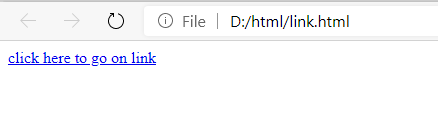 File | D:/html/link.html
click here to go on link